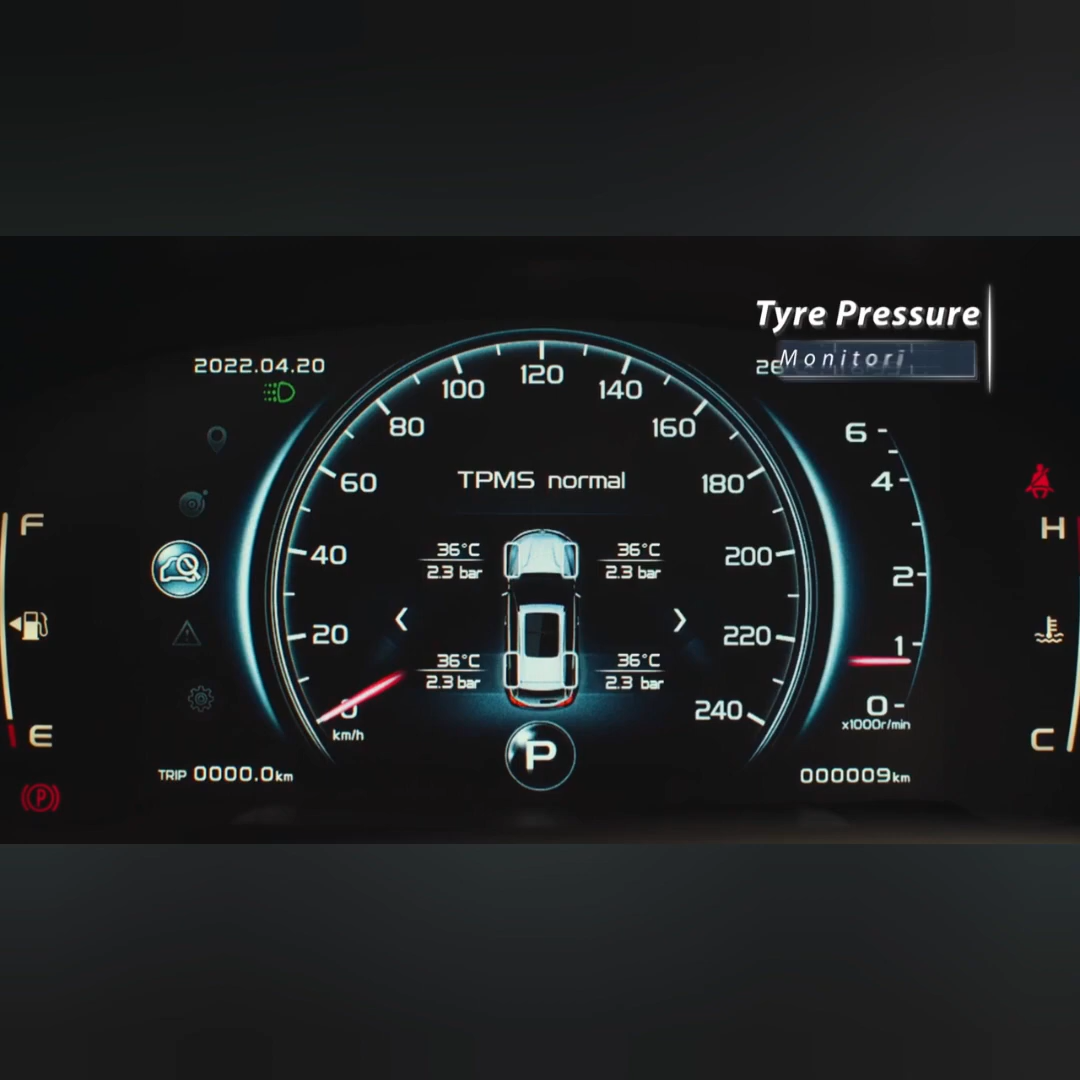 Tyre Pressure
Monitori
2022.04.20
26
100 120 140
80 160
6
60 TPMS normal 180
4
F H
36°C 36°C
40 200
2.3 bar 2.3 bar
2
20 220
1
36°C 36°C
2.3 bar 2.3 bar
0 240 0
km/h x1000r/min
E C
P
TRIP 0000.0km 000009km
(P)